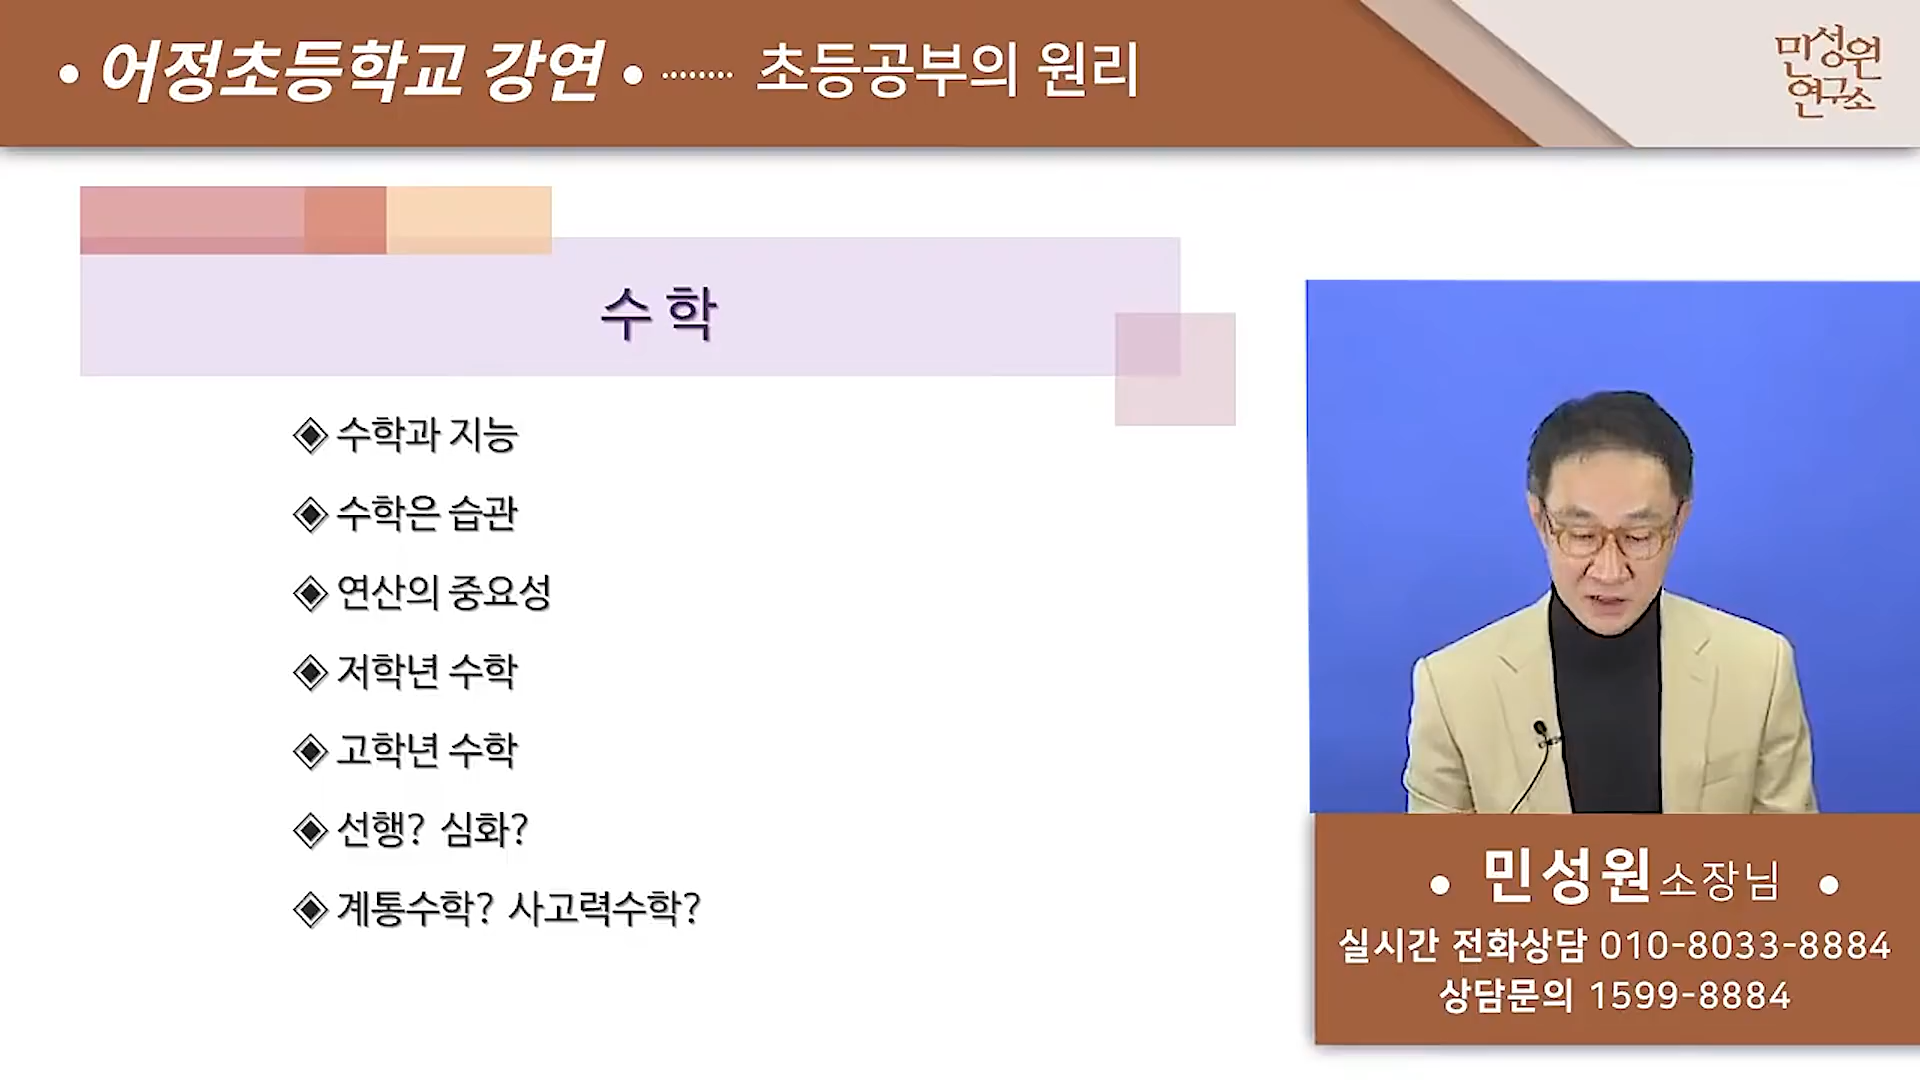 • 어정초등학교 강연 • ········ 초등공부의 원리
민성원
연구소
수 학
◈ 수학과 지능
◈ 수학은 습관
◈ 연산의 중요성
◈ 저학년 수학
◈ 고학년 수학
◈ 선행? 심화?
◈ 계통수학? 사고력수학?
• 민성원 소장님 •
실시간 전화상담 010-8033-8884
상담문의 1599-8884